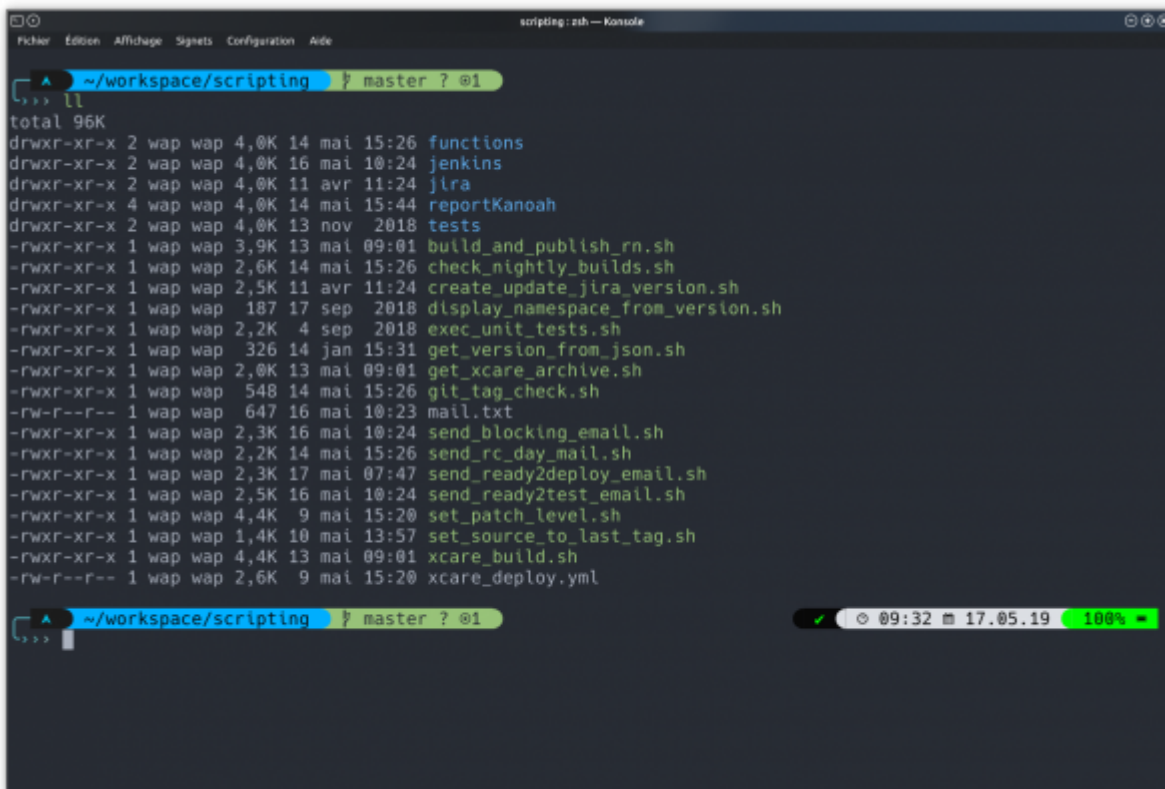 scripting : zsh — Konsole
Fichier Édition Affichage Signets Configuration Aide
~/workspace/scripting master ? 1
››› ll
total 96K
drwxr-xr-x 2 wap wap 4,0K 14 mai 15:26 functions
drwxr-xr-x 2 wap wap 4,0K 16 mai 10:24 jenkins
drwxr-xr-x 2 wap wap 4,0K 11 avr 11:24 jira
drwxr-xr-x 4 wap wap 4,0K 14 mai 15:44 reportKanoah
drwxr-xr-x 2 wap wap 4,0K 13 nov 2018 tests
-rwxr-xr-x 1 wap wap 3,9K 13 mai 09:01 build_and_publish_rn.sh
-rwxr-xr-x 1 wap wap 2,6K 14 mai 15:26 check_nightly_builds.sh
-rwxr-xr-x 1 wap wap 2,5K 11 avr 11:24 create_update_jira_version.sh
-rwxr-xr-x 1 wap wap 187 17 sep 2018 display_namespace_from_version.sh
-rwxr-xr-x 1 wap wap 2,2K 4 sep 2018 exec_unit_tests.sh
-rwxr-xr-x 1 wap wap 326 14 jan 15:31 get_version_from_json.sh
-rwxr-xr-x 1 wap wap 2,0K 13 mai 09:01 get_xcare_archive.sh
-rwxr-xr-x 1 wap wap 548 14 mai 15:26 git_tag_check.sh
-rw-r--r-- 1 wap wap 647 16 mai 10:23 mail.txt
-rwxr-xr-x 1 wap wap 2,3K 16 mai 10:24 send_blocking_email.sh
-rwxr-xr-x 1 wap wap 2,2K 14 mai 15:26 send_rc_day_mail.sh
-rwxr-xr-x 1 wap wap 2,3K 17 mai 07:47 send_ready2deploy_email.sh
-rwxr-xr-x 1 wap wap 2,5K 16 mai 10:24 send_ready2test_email.sh
-rwxr-xr-x 1 wap wap 4,4K 9 mai 15:20 set_patch_level.sh
-rwxr-xr-x 1 wap wap 1,4K 10 mai 13:57 set_source_to_last_tag.sh
-rwxr-xr-x 1 wap wap 4,4K 13 mai 09:01 xcare_build.sh
-rw-r--r-- 1 wap wap 2,6K 9 mai 15:20 xcare_deploy.yml
~/workspace/scripting master ? 1 ✔ 09:32 17.05.19 100%
›››